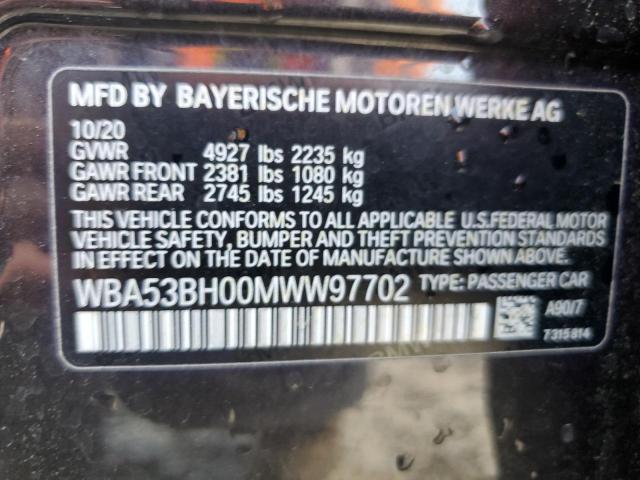 MFD BY BAYERISCHE MOTOREN WERKE AG
10/20
GVWR 4927 lbs 2235 kg
GAWR FRONT 2381 lbs 1080 kg
GAWR REAR 2745 lbs 1245 kg
THIS VEHICLE CONFORMS TO ALL APPLICABLE U.S. FEDERAL MOTOR
VEHICLE SAFETY, BUMPER AND THEFT PREVENTION STANDARDS
IN EFFECT ON THE DATE OF MANUFACTURE SHOWN ABOVE.
WBA53BH00MWW97702 TYPE: PASSENGER CAR
A90/7
7315814